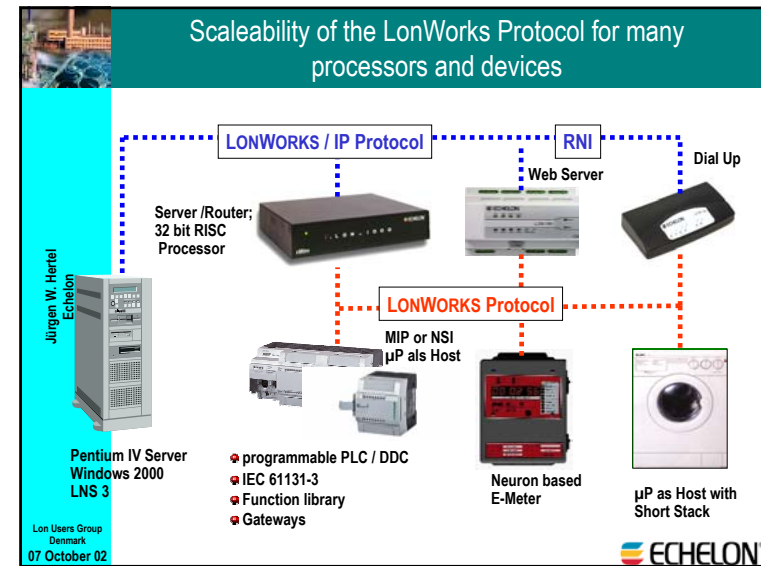 Scaleability of the LonWorks Protocol for many
processors and devices
LONWORKS / IP Protocol
RNI
Dial Up
Web Server
Server /Router;
32 bit RISC
Processor
ECHELON
Jürgen W. Hertel
Echelon
LONWORKS Protocol
MIP or NSI
µP als Host
Pentium IV Server
Windows 2000
LNS 3
programmable PLC / DDC
IEC 61131-3
Function library
Gateways
Neuron based
E-Meter
µP as Host with
Short Stack
Lon Users Group
Denmark
07 October 02
ECHELON